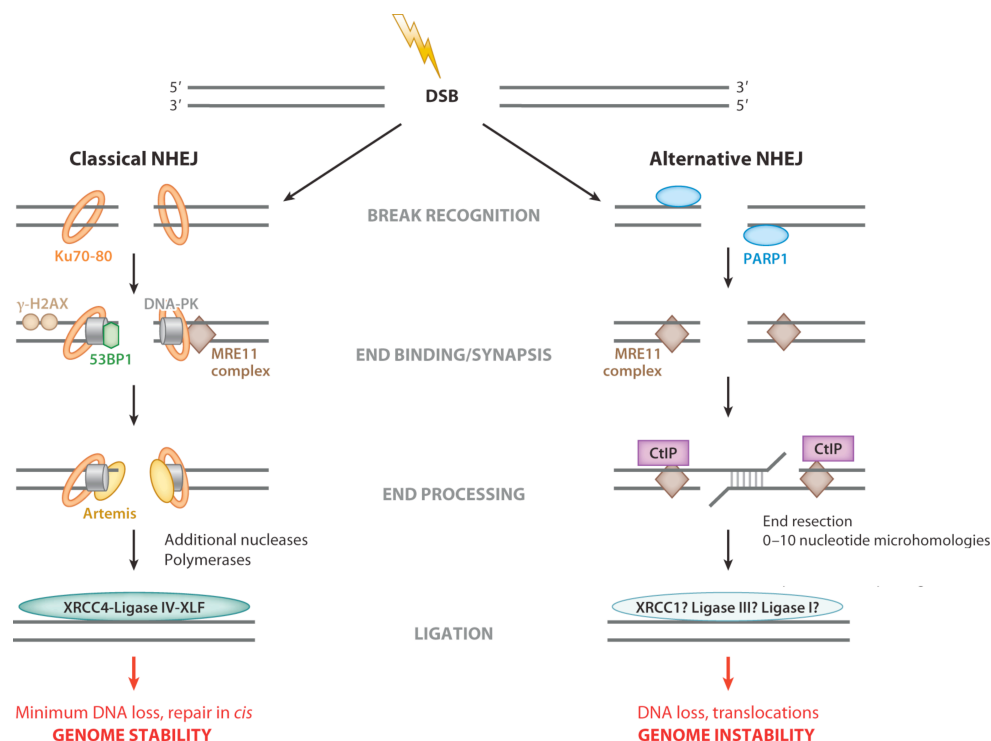 DSB
5′
3′
3′
5′
Classical NHEJ
Alternative NHEJ
BREAK RECOGNITION
Ku70-80
PARP1
γ-H2AX
DNA-PK
53BP1
MRE11
complex
END BINDING/SYNAPSIS
MRE11
complex
CtIP
CtIP
END PROCESSING
Artemis
Additional nucleases
Polymerases
End resection
0–10 nucleotide microhomologies
XRCC4-Ligase IV-XLF
XRCC1? Ligase III? Ligase I?
LIGATION
Minimum DNA loss, repair in cis
GENOME STABILITY
DNA loss, translocations
GENOME INSTABILITY